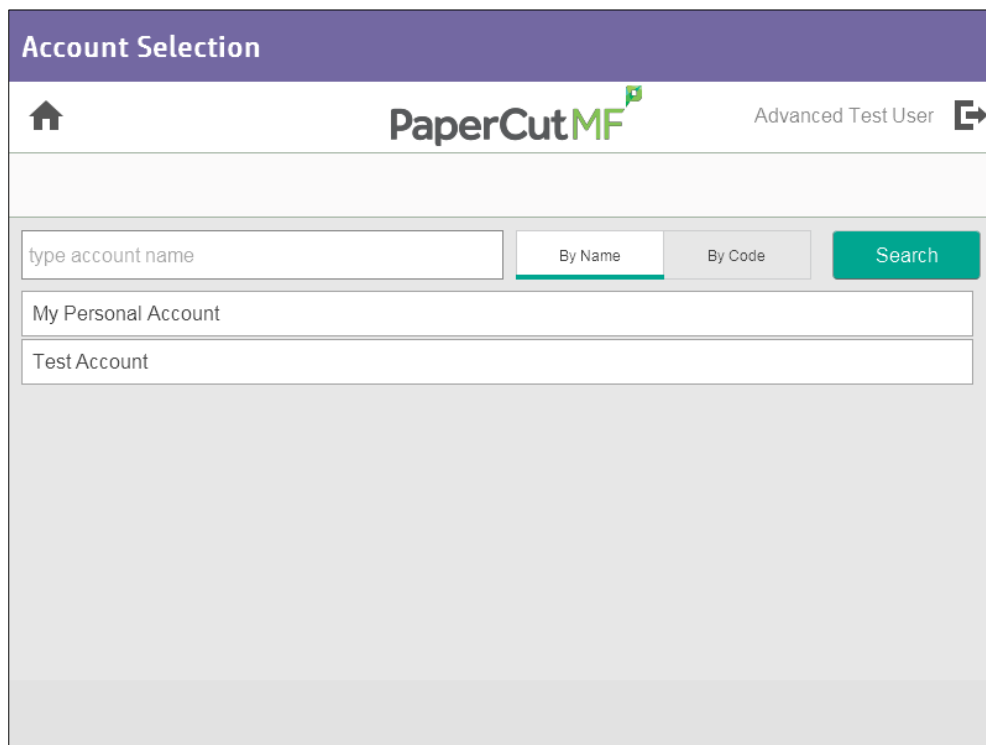 Account Selection
PaperCutMF
Advanced Test User
type account name
By Name
By Code
Search
My Personal Account
Test Account